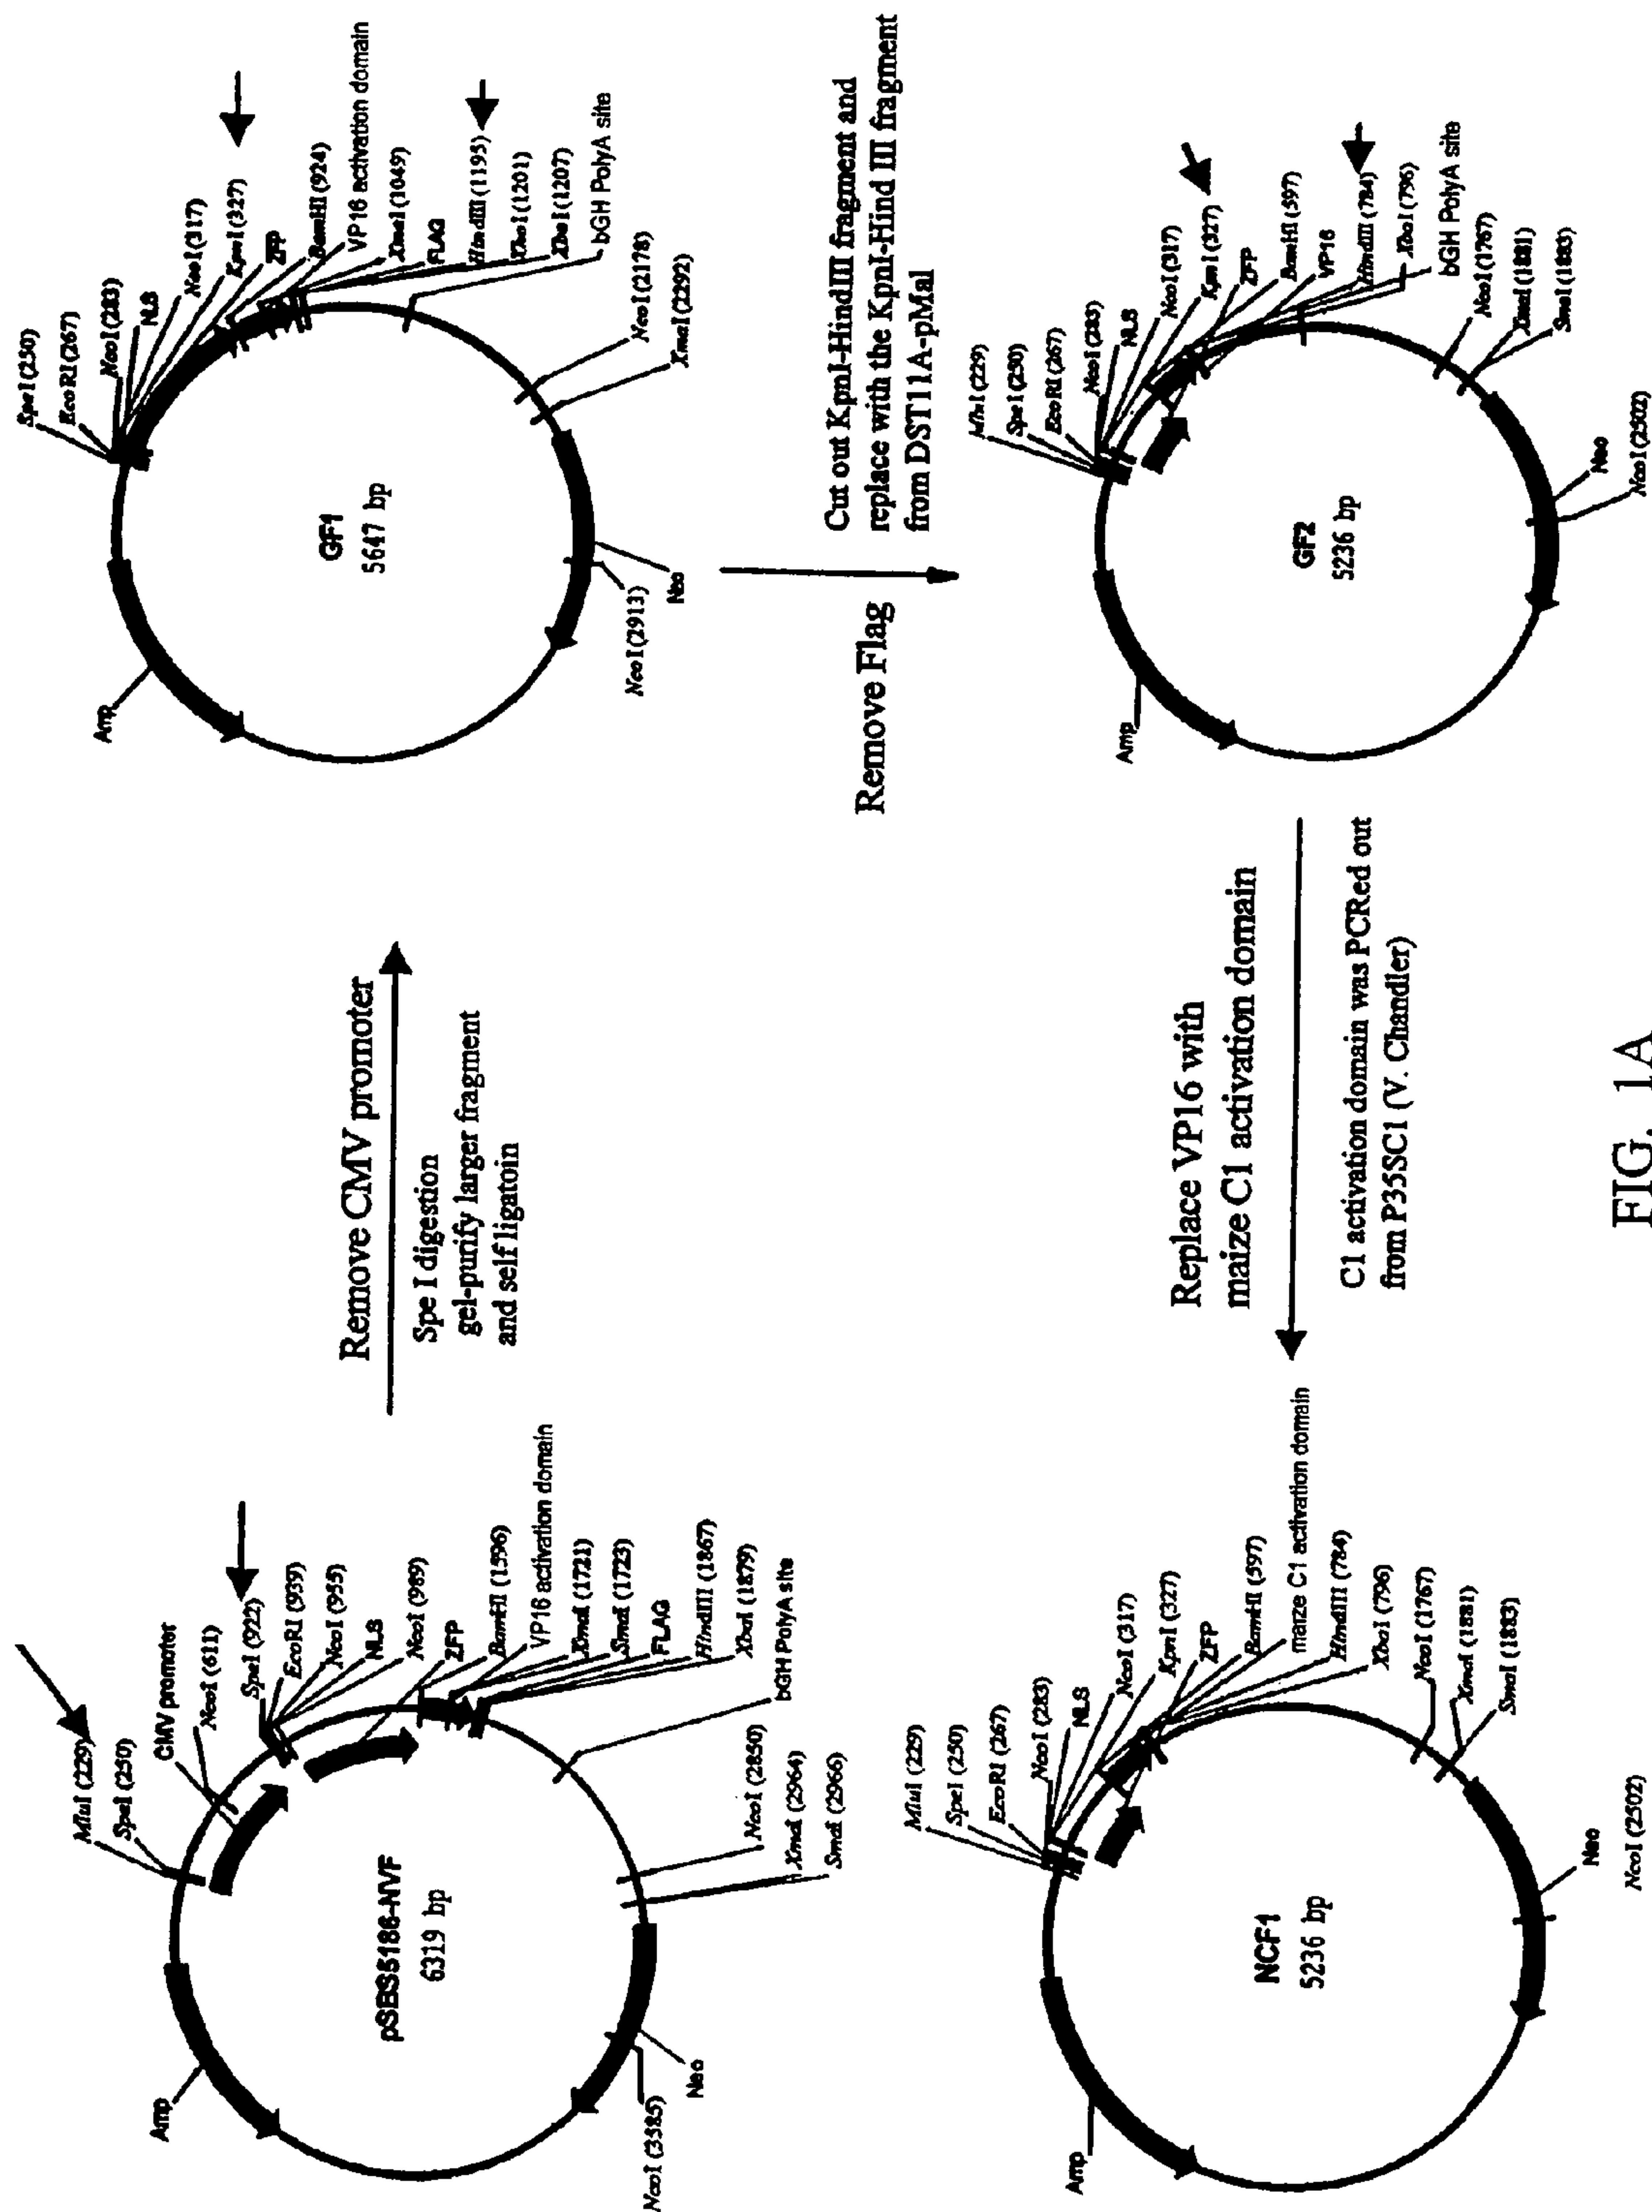 MluI (229)
SpeI (250)
CMV promoter
NcoI (611)
SpeI (922)
EcoRI (939)
NcoI (955)
NLS
NcoI (989)
ZFP
BamHI (1596)
VP16 activation domain
XmaI (1721)
SmaI (1723)
FLAG
HindIII (1867)
XbaI (1879)
bGH PolyA site
NcoI (2850)
XmaI (2964)
SmaI (2966)
Neo
NcoI (3585)
Amp
pSBS5186-NVF
6319 bp
Remove CMV promoter
Spe I digestion
gel-purify larger fragment
and self ligatoin
SpeI (250)
EcoRI (267)
NcoI (283)
NLS
NcoI (317)
KpnI (327)
ZFP
BamHI (924)
VP16 activation domain
XmaI (1049)
FLAG
HindIII (1195)
XhoI (1201)
XbaI (1207)
bGH PolyA site
NcoI (2178)
XmaI (2292)
Neo
NcoI (2913)
Amp
GF1
5647 bp
Remove Flag
Cut out KpnI-HindIII fragment and
replace with the KpnI-Hind III fragment
from DST11A-pMal
MluI (229)
SpeI (250)
EcoRI (267)
NcoI (283)
NLS
NcoI (317)
KpnI (327)
ZFP
BamHI (597)
VP16
HindIII (784)
XbaI (796)
bGH PolyA site
NcoI (1767)
XmaI (1881)
SmaI (1883)
Neo
NcoI (2502)
Amp
GF2
5236 bp
Replace VP16 with
maize C1 activation domain
C1 activation domain was PCRed out
from P35SC1 (V. Chandler)
MluI (229)
SpeI (250)
EcoRI (267)
NcoI (283)
NLS
NcoI (317)
KpnI (327)
ZFP
BamHI (597)
maize C1 activation domain
HindIII (784)
XbaI (796)
NcoI (1767)
XmaI (1881)
SmaI (1883)
Neo
NcoI (2502)
Amp
NCF1
5236 bp
FIG. 1A